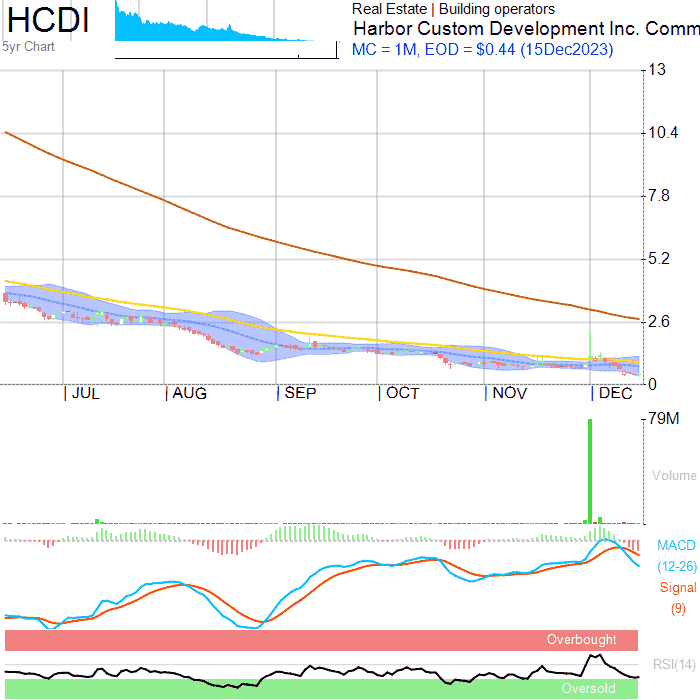 HCDI
5yr Chart
Real Estate | Building operators
Harbor Custom Development Inc. Comm
MC = 1M, EOD = $0.44 (15Dec2023)
13
10.4
7.8
5.2
2.6
0
JUL AUG SEP OCT NOV DEC
79M
Volume
MACD
(12-26)
Signal
(9)
Overbought
RSI(14)
Oversold